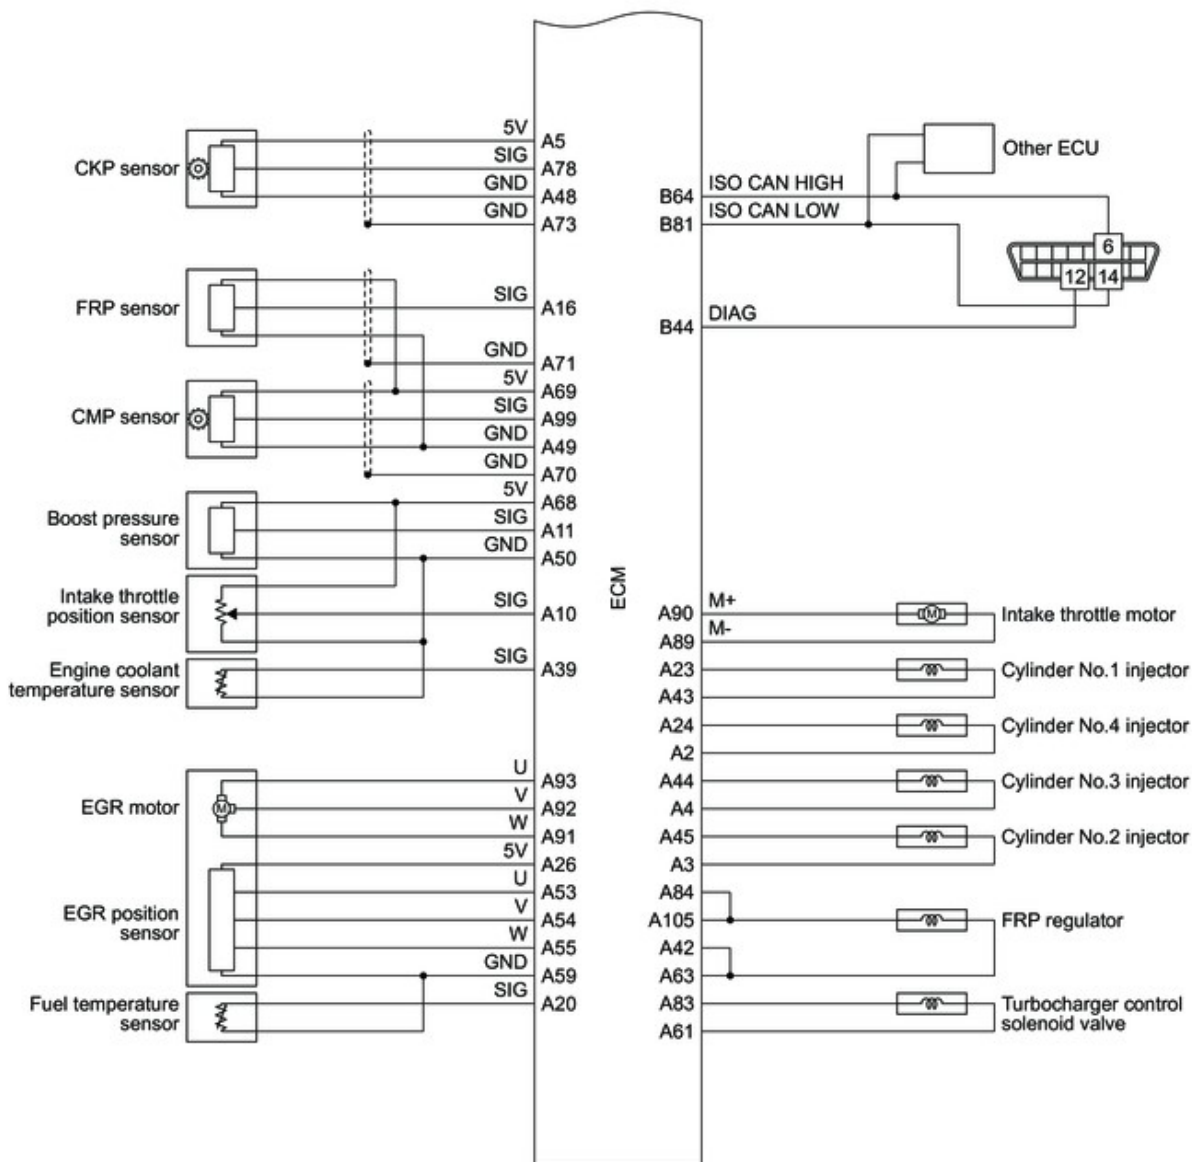 CKP sensor
5V
A5
SIG
A78
GND
A48
GND
A73
FRP sensor
SIG
A16
GND
A71
CMP sensor
5V
A69
SIG
A99
GND
A49
GND
A70
Boost pressure
sensor
5V
A68
SIG
A11
GND
A50
Intake throttle
position sensor
SIG
A10
Engine coolant
temperature sensor
SIG
A39
EGR motor
U
A93
V
A92
W
A91
EGR position
sensor
5V
A26
U
A53
V
A54
W
A55
GND
A59
Fuel temperature
sensor
SIG
A20
ECM
Other ECU
B64
ISO CAN HIGH
B81
ISO CAN LOW
6
12
14
B44
DIAG
A90
M+
M
Intake throttle motor
A89
M-
A23
Cylinder No.1 injector
A43
A24
Cylinder No.4 injector
A2
A44
Cylinder No.3 injector
A4
A45
Cylinder No.2 injector
A3
A84
A105
FRP regulator
A42
A63
A83
Turbocharger control
solenoid valve
A61
M